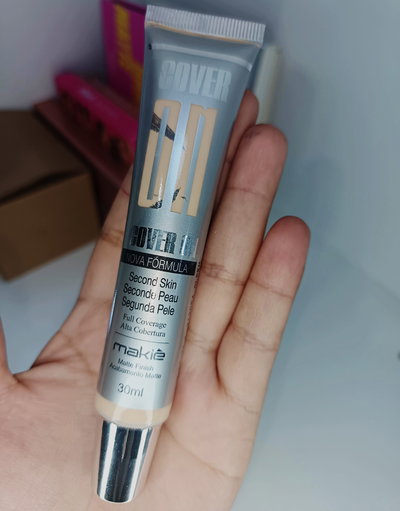 COVER
ON
COVER
NOVA FÓRMULA
Second Skin
Seconde Peau
Segunda Pele
Full Coverage
Alta Cobertura
makiê
Matte Finish
Acabamento Matte
30ml